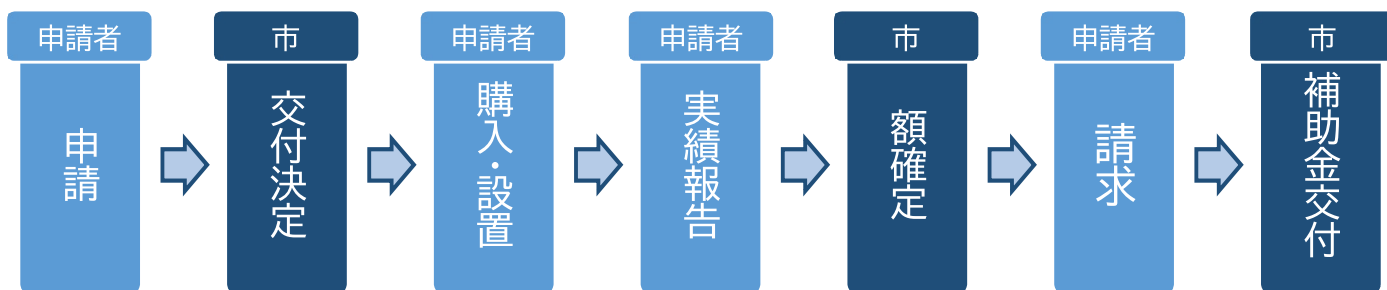 申請者
申請
市
交付決定
申請者
購入・設置
申請者
実績報告
市
額確定
申請者
請求
市
補助金交付